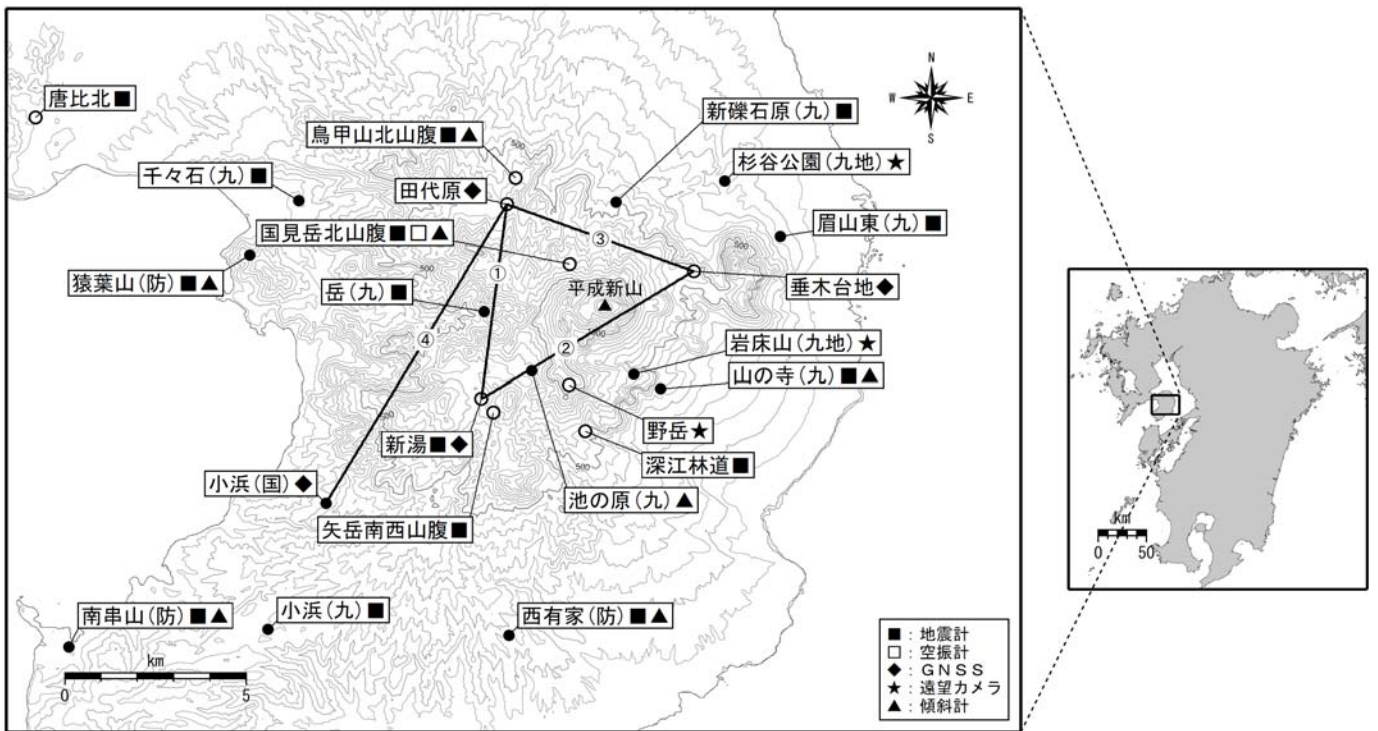 唐比北■
鳥甲山北山腹■▲
新礫石原(九)■
N
W E
S
千々石(九)■
田代原◆
杉谷公園(九地)★
国見岳北山腹■□▲
③
眉山東(九)■
500
猿葉山(防)■▲
500
①
岳(九)■
平成新山
▲
垂木台地◆
④
②
岩床山(九地)★
山の寺(九)■▲
500
新湯■◆
野岳★
深江林道■
500
小浜(国)◆
池の原(九)▲
矢岳南西山腹■
km
0 50
南串山(防)■▲
小浜(九)■
西有家(防)■▲
km
0 5
■:地震計
□:空振計
◆:GNSS
★:遠望カメラ
▲:傾斜計